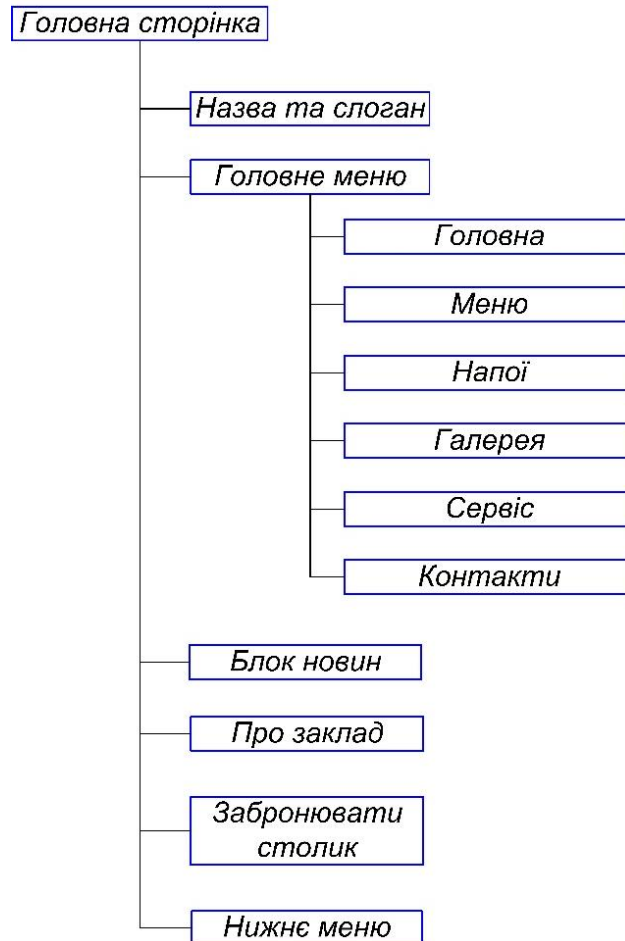 Головна сторінка
Назва та слоган
Головне меню
Головна
Меню
Напої
Галерея
Сервіс
Контакти
Блок новин
Про заклад
Забронювати
столик
Нижнє меню